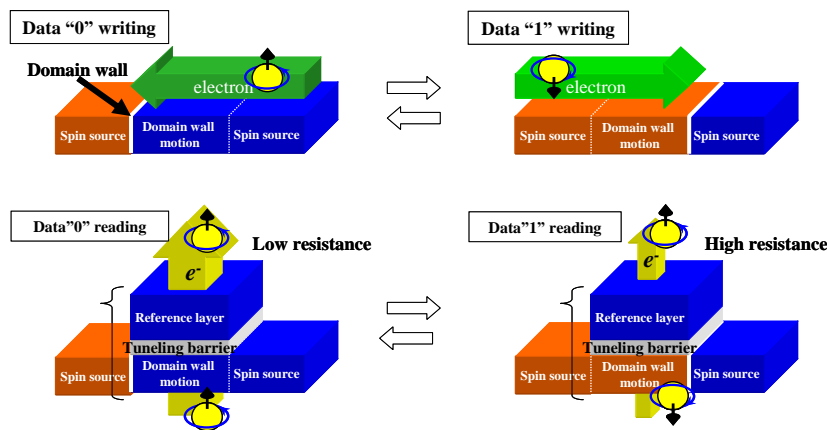 Data “0” writing
Data “1” writing
Domain wall
electron
electron
Spin source
Domain wall
motion
Spin source
Spin source
Domain wall
motion
Spin source
Data”0” reading
Data”1” reading
Low resistance
High resistance
e-
e-
Reference layer
Reference layer
Tuneling barrier
Tuneling barrier
Spin source
Domain wall
motion
Spin source
Spin source
Domain wall
motion
Spin source